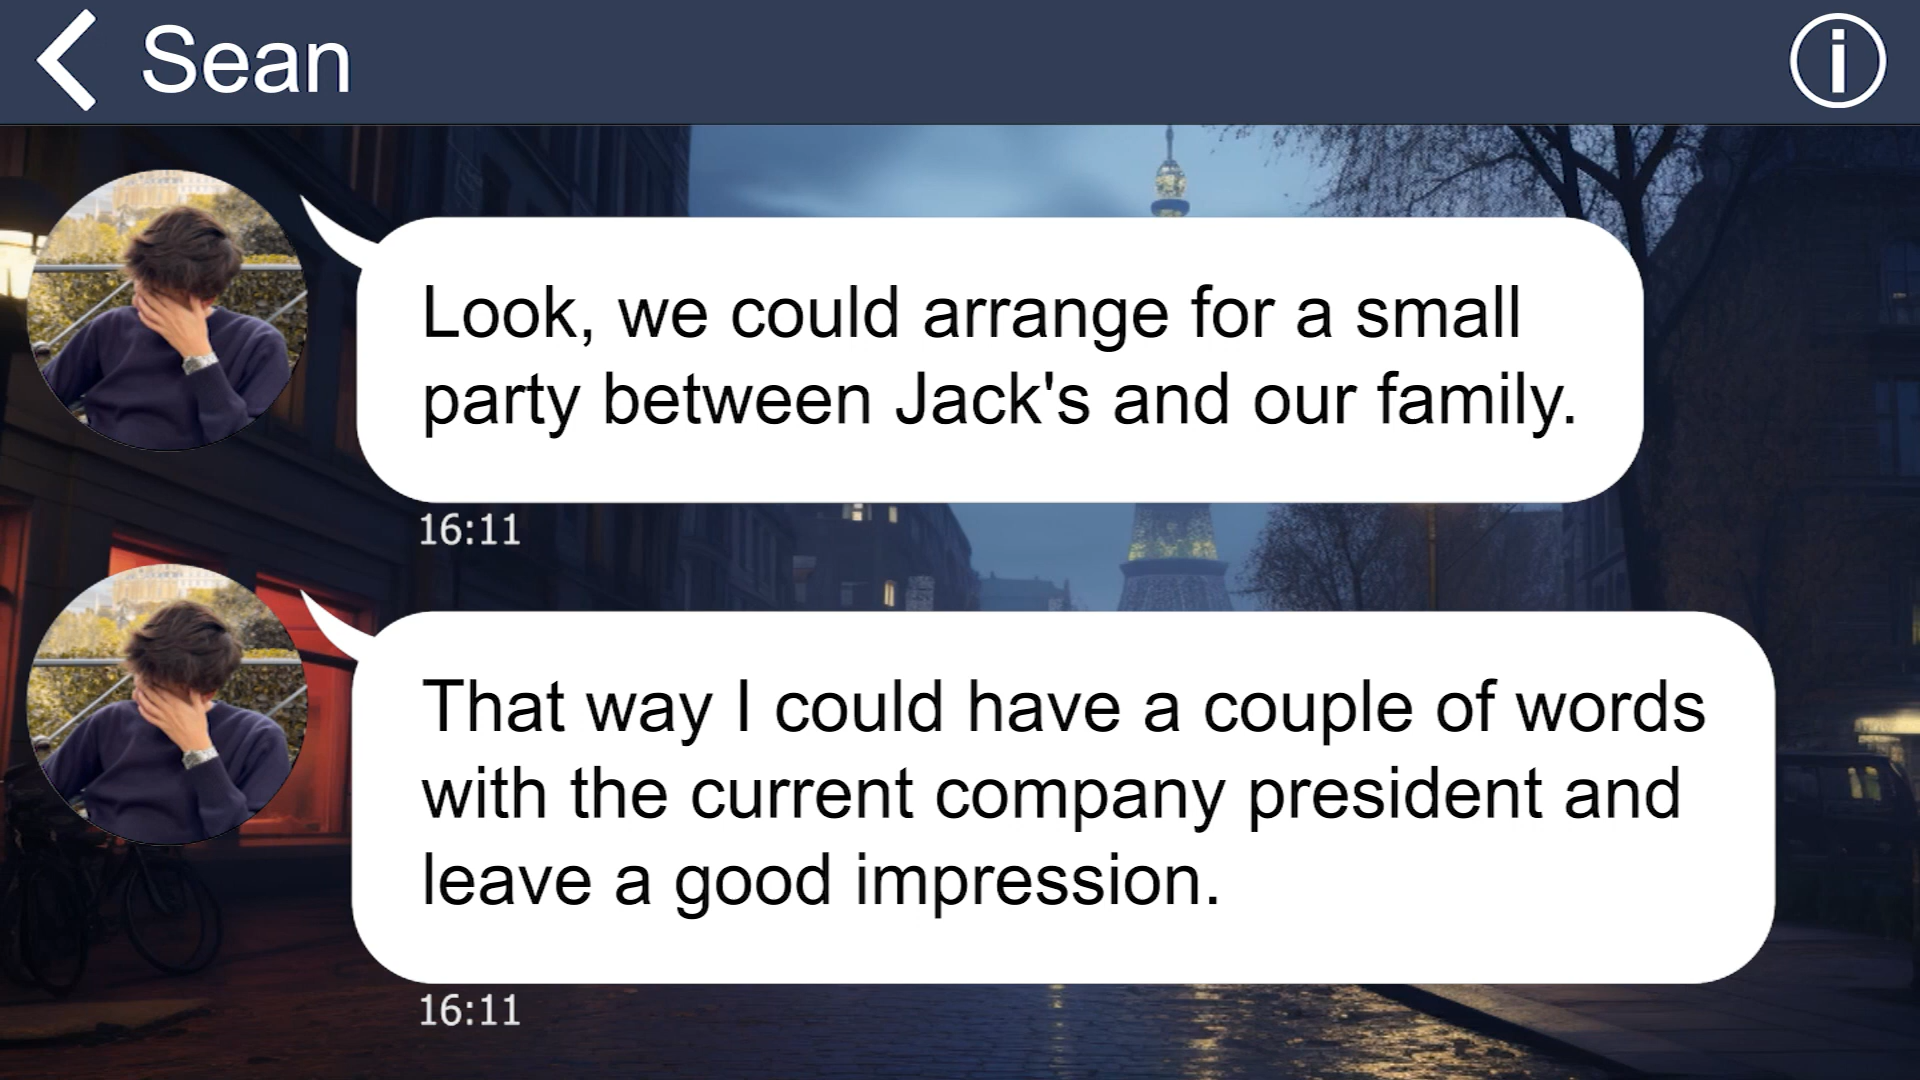 Sean
Look, we could arrange for a small
party between Jack's and our family.
16:11
That way I could have a couple of words
with the current company president and
leave a good impression.
16:11